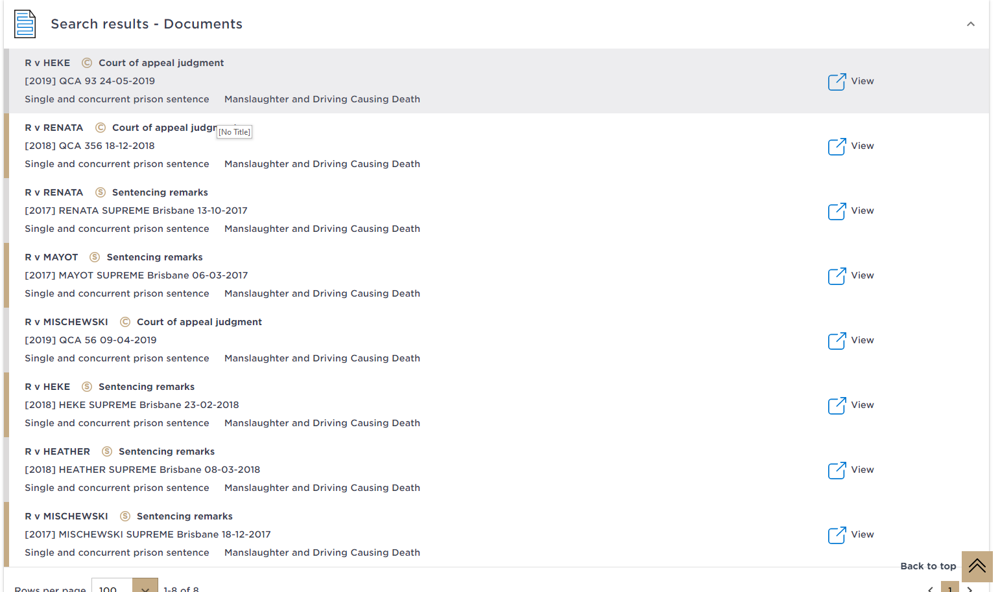 Search results - Documents
R v HEKE © Court of appeal judgment
[2019] QCA 93 24-05-2019
View
Single and concurrent prison sentence Manslaughter and Driving Causing Death
R v RENATA © Court of appeal
[No Title]
[2018] QCA 356 18-12-2018
View
Single and concurrent prison sentence Manslaughter and Driving Causing Death
R v RENATA Ⓢ Sentencing remarks
[2017] RENATA SUPREME Brisbane 13-10-2017
View
Single and concurrent prison sentence Manslaughter and Driving Causing Death
R v MAYOT Ⓢ Sentencing remarks
[2017] MAYOT SUPREME Brisbane 06-03-2017
View
Single and concurrent prison sentence Manslaughter and Driving Causing Death
R v MISCHEWSKI © Court of appeal judgment
[2019] QCA 56 09-04-2019
View
Single and concurrent prison sentence Manslaughter and Driving Causing Death
R v HEKE Ⓢ Sentencing remarks
[2018] HEKE SUPREME Brisbane 23-02-2018
View
Single and concurrent prison sentence Manslaughter and Driving Causing Death
R v HEATHER Ⓢ Sentencing remarks
[2018] HEATHER SUPREME Brisbane 08-03-2018
View
Single and concurrent prison sentence Manslaughter and Driving Causing Death
R v MISCHEWSKI Ⓢ Sentencing remarks
[2017] MISCHEWSKI SUPREME Brisbane 18-12-2017
View
Single and concurrent prison sentence Manslaughter and Driving Causing Death
Back to top
Rows per page 100 1-8 of 8 1